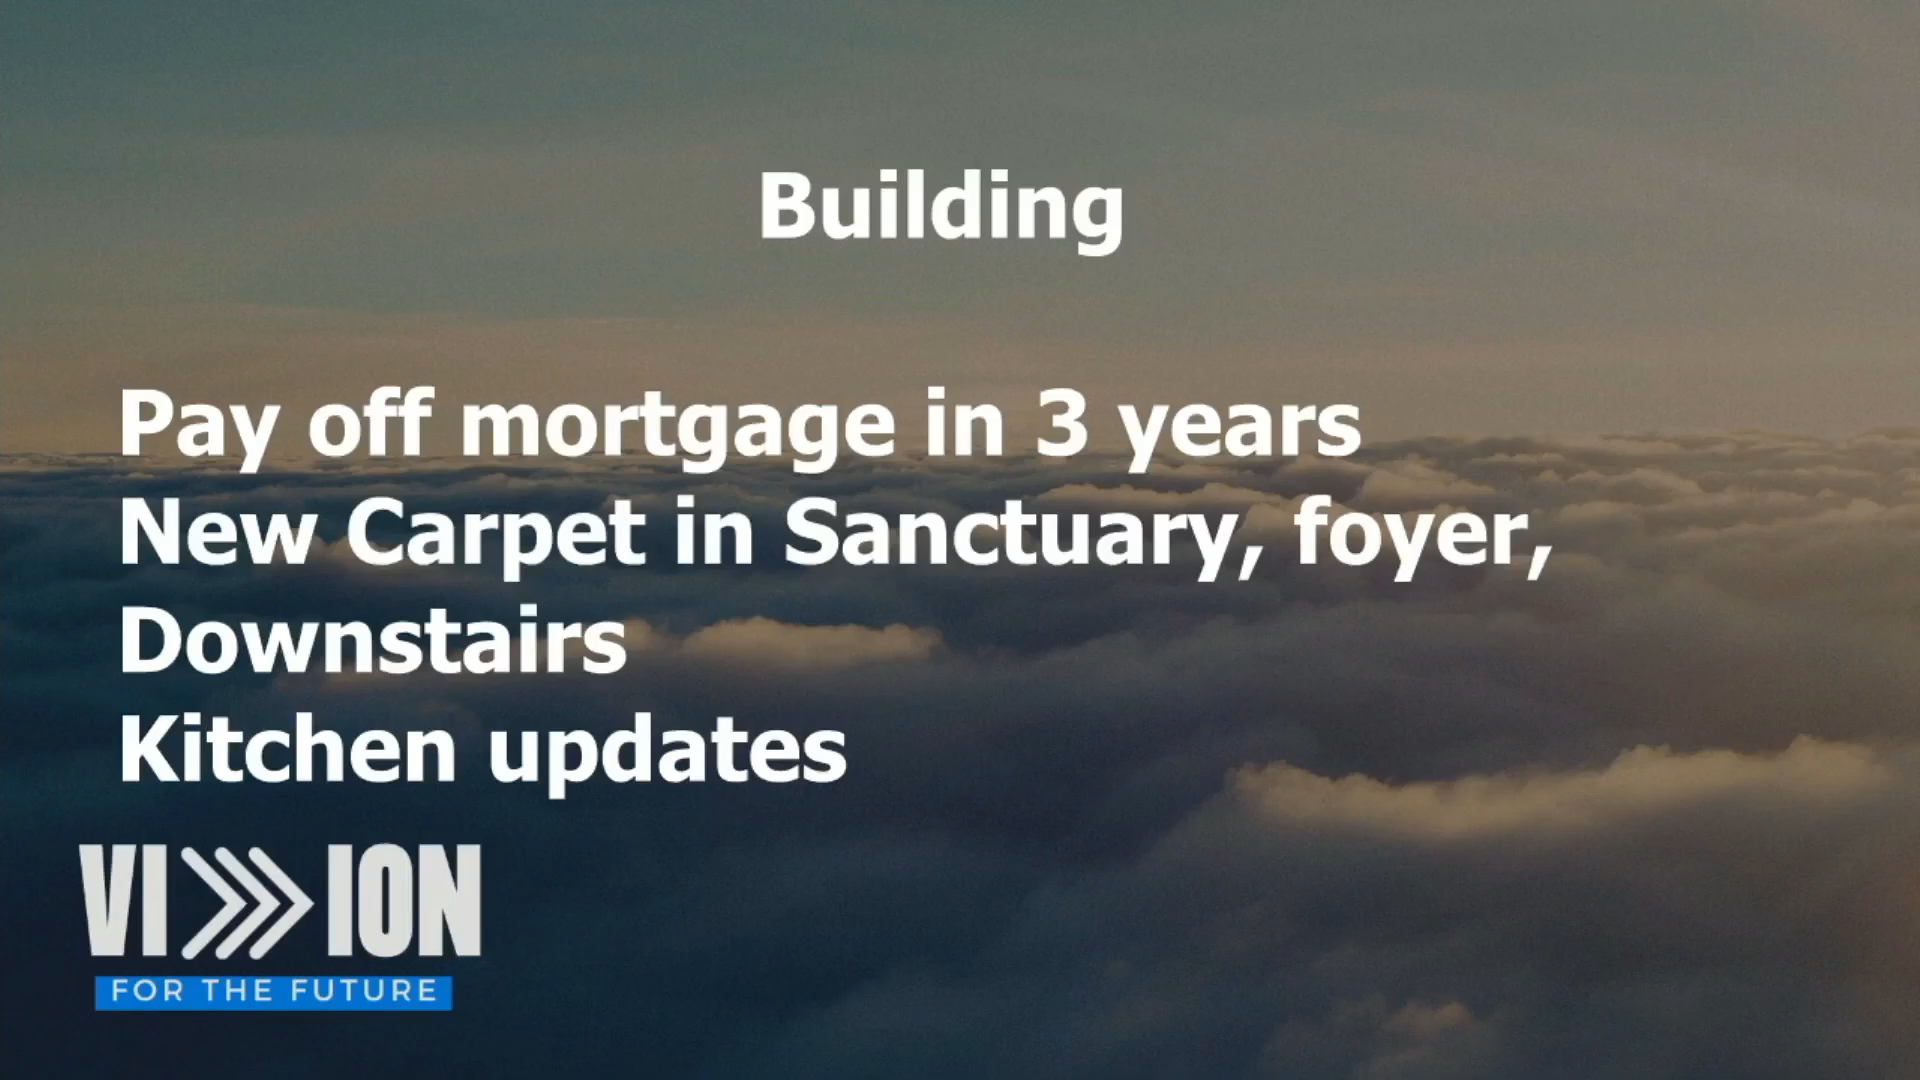 Building
Pay off mortgage in 3 years
New Carpet in Sanctuary, foyer,
Downstairs
Kitchen updates
VI>>>ION
FOR THE FUTURE